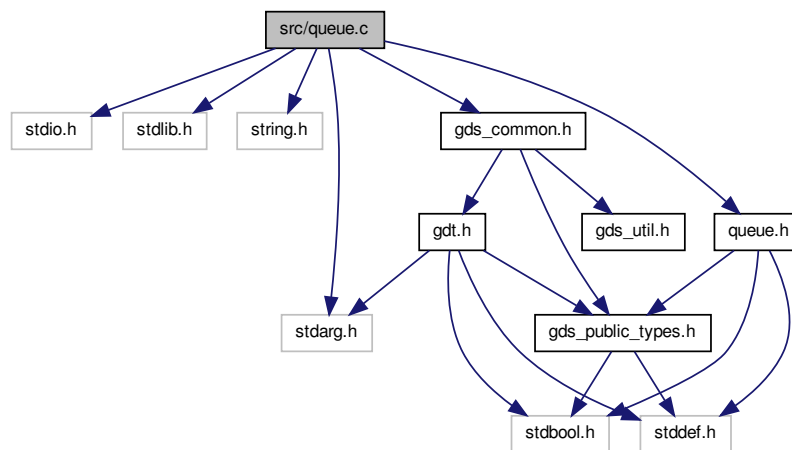 src/queue.c
stdio.h
stdlib.h
string.h
gds_common.h
gdt.h
gds_util.h
queue.h
stdarg.h
gds_public_types.h
stdbool.h
stddef.h